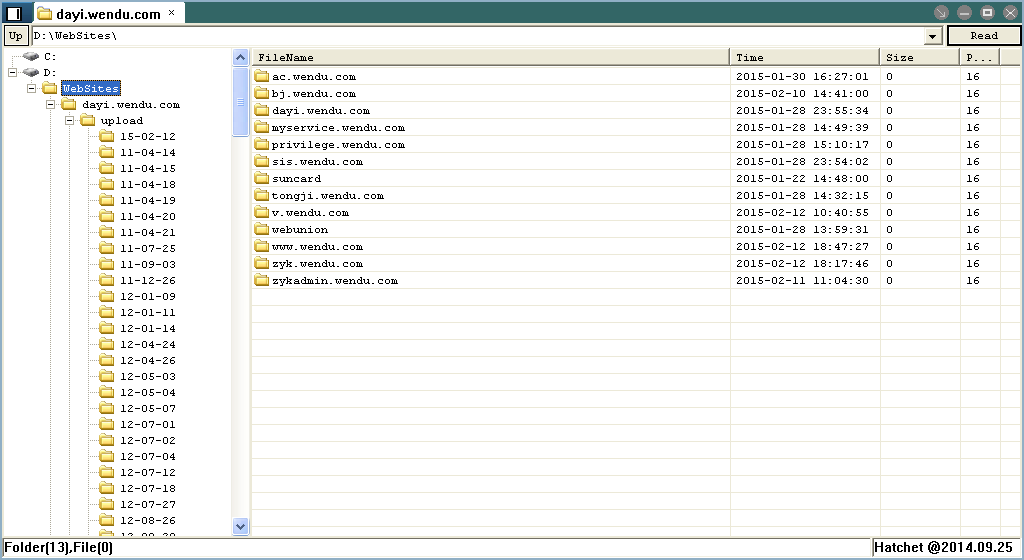 dayi.wendu.com ×
Up D:\WebSites\ Read
C:
D:
WebSites
dayi.wendu.com
upload
15-02-12
11-04-14
11-04-15
11-04-18
11-04-19
11-04-20
11-04-21
11-07-25
11-09-03
11-12-26
12-01-09
12-01-11
12-01-14
12-04-24
12-04-26
12-05-03
12-05-04
12-05-07
12-07-01
12-07-02
12-07-04
12-07-12
12-07-18
12-07-27
12-08-26
FileName Time Size P...
ac.wendu.com 2015-01-30 16:27:01 0 16
bj.wendu.com 2015-02-10 14:41:00 0 16
dayi.wendu.com 2015-01-28 23:55:34 0 16
myservice.wendu.com 2015-01-28 14:49:39 0 16
privilege.wendu.com 2015-01-28 15:10:17 0 16
sis.wendu.com 2015-01-28 23:54:02 0 16
suncard 2015-01-22 14:48:00 0 16
tongji.wendu.com 2015-01-28 14:32:15 0 16
v.wendu.com 2015-02-12 10:40:55 0 16
webunion 2015-01-28 13:59:31 0 16
www.wendu.com 2015-02-12 18:47:27 0 16
zyk.wendu.com 2015-02-12 18:17:46 0 16
zykadmin.wendu.com 2015-02-11 11:04:30 0 16
Folder(13),File(0) Hatchet @2014.09.25